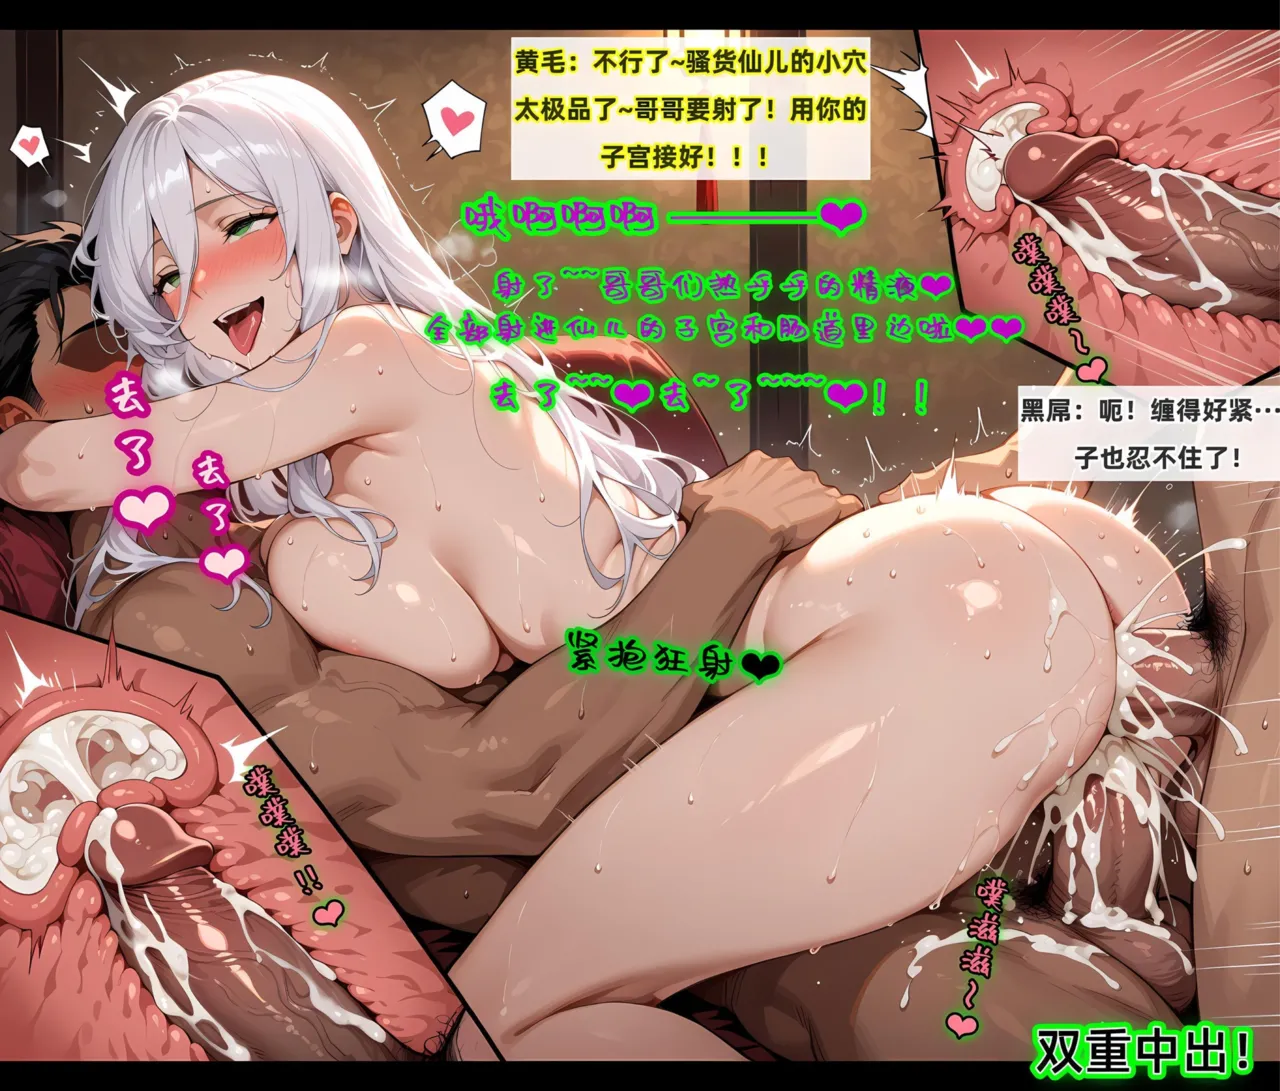 黄毛：不行了~骚货仙儿的小穴
太极品了~哥哥要射了！用你的
子宫接好！！！
哦啊啊啊————❤
射了~~哥哥们热乎乎的精液❤
全部射进仙儿的子宫和肠道里边啦❤❤
去了~~❤去~了~~~❤！！
噗噗噗~❤
黑屌：呃！缠得好紧…
子也忍不住了！
去了❤
去了❤
紧抱狂射❤
噗噗噗!!❤
噗滋滋~❤
双重中出！